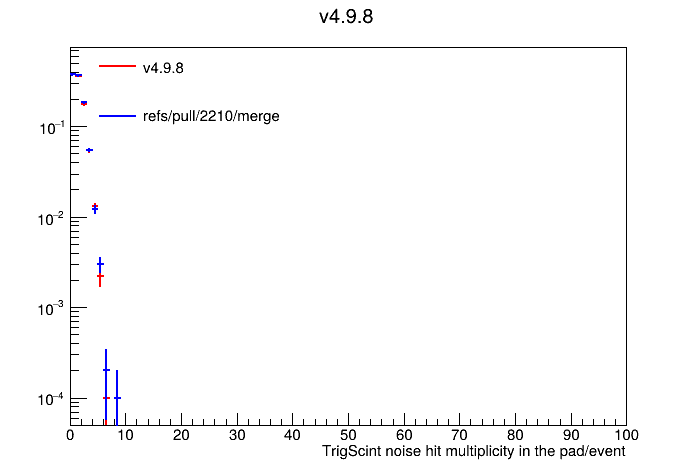 v4.9.8
v4.9.8
refs/pull/2210/merge
10⁻¹
10⁻²
10⁻³
10⁻⁴
0 10 20 30 40 50 60 70 80 90 100
TrigScint noise hit multiplicity in the pad/event